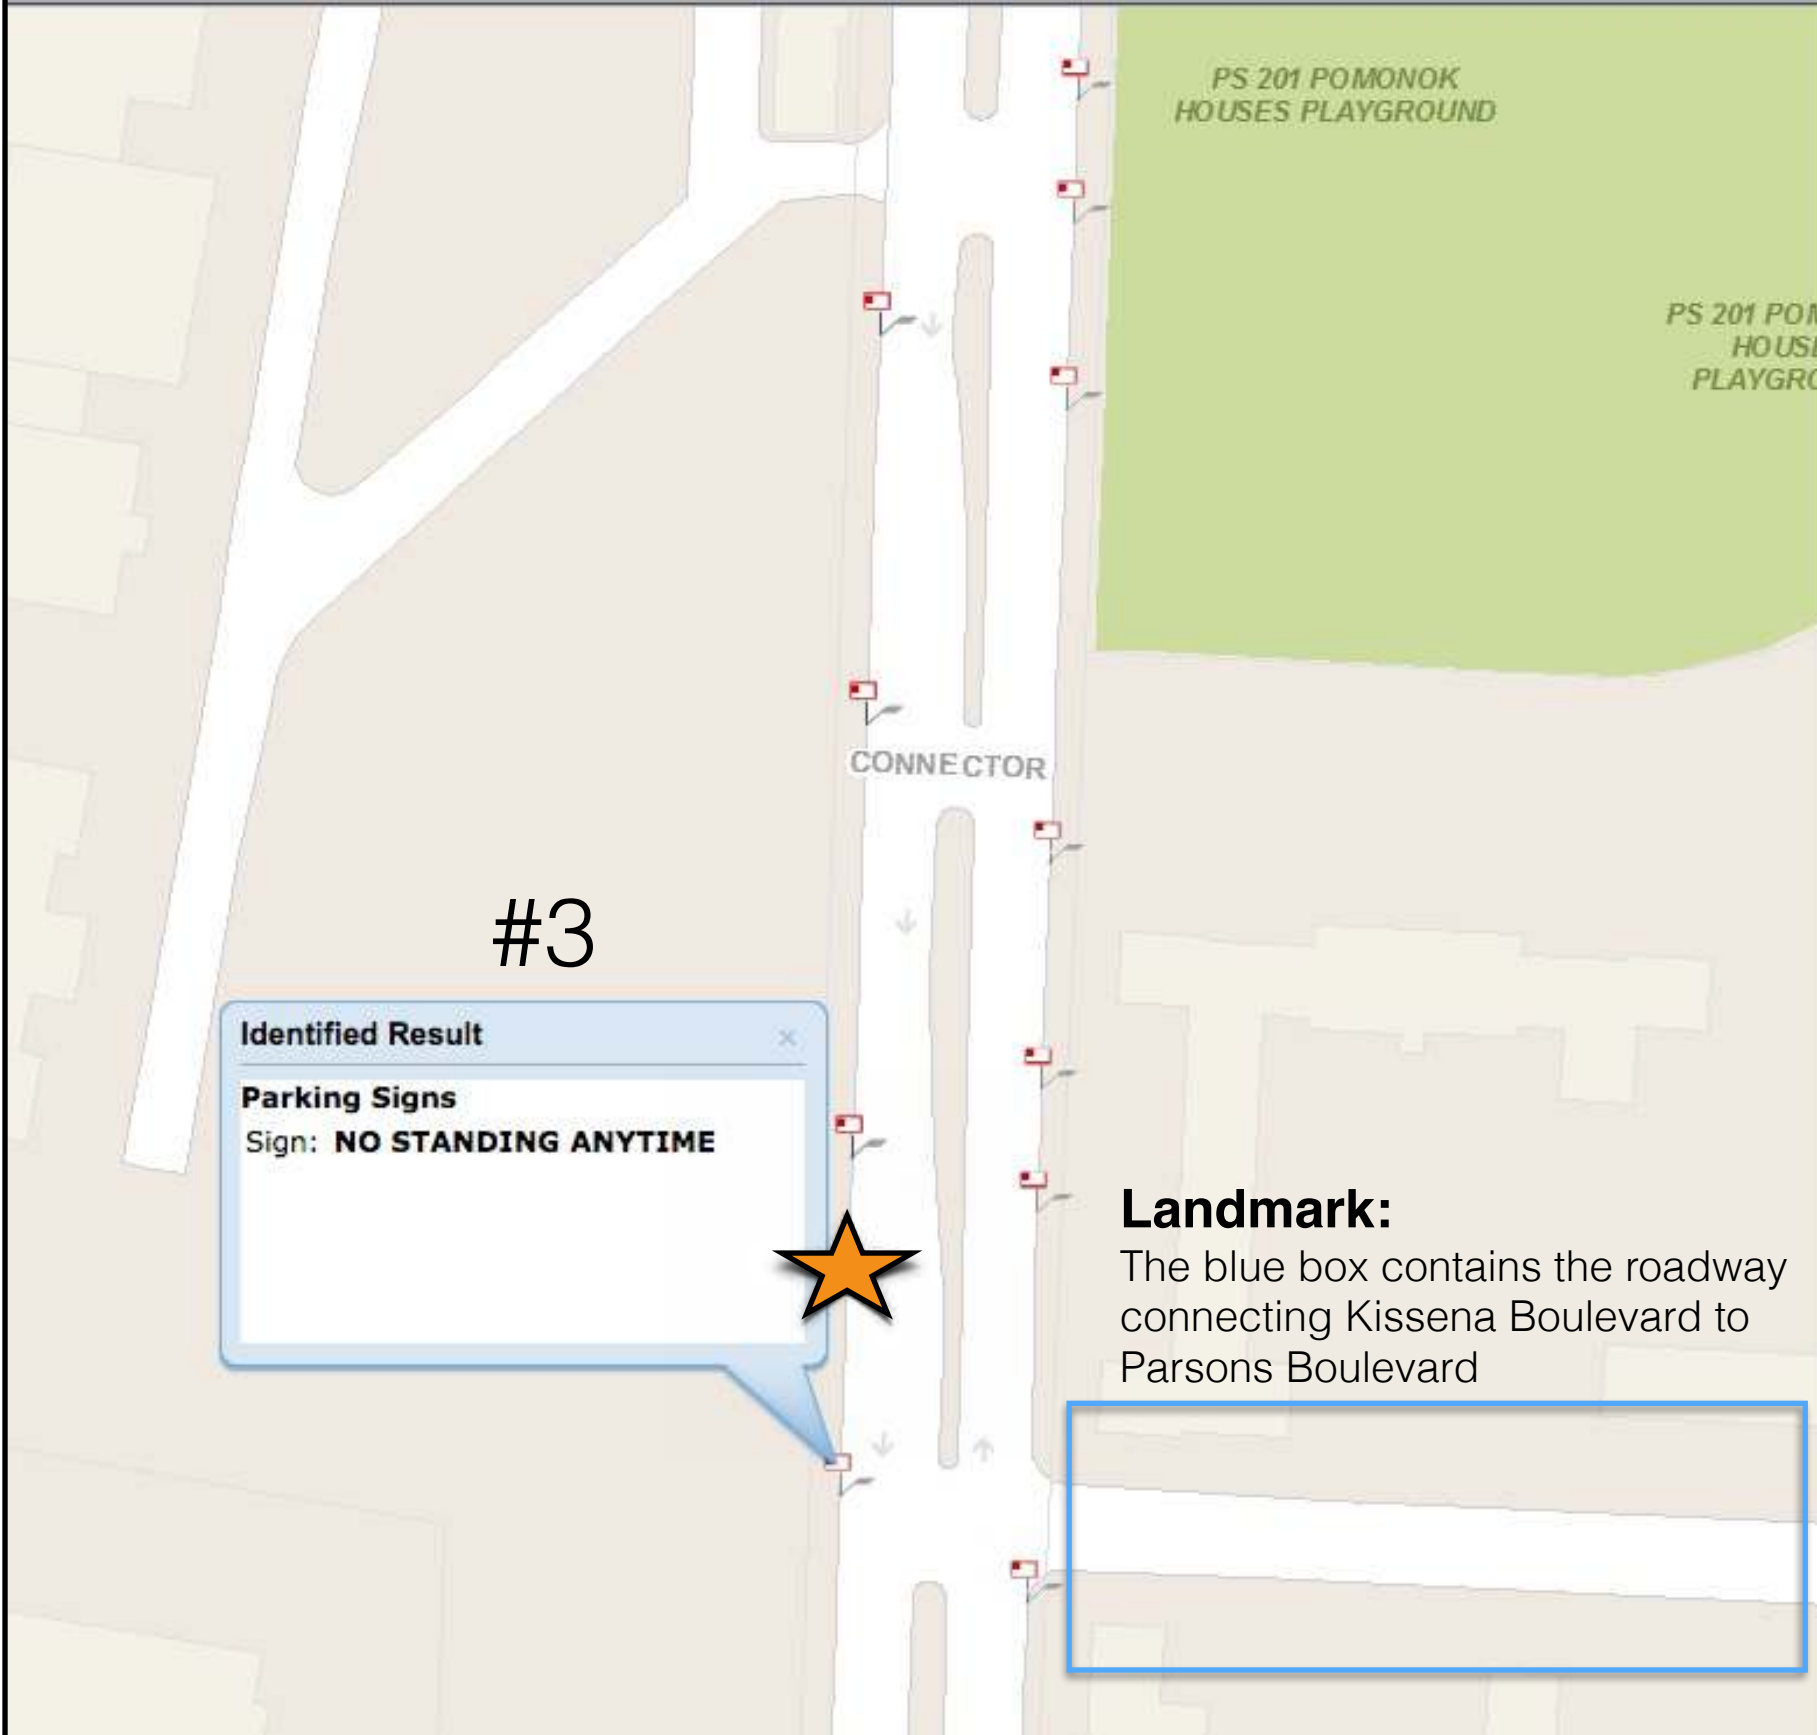 PS 201 POMONOK
HOUSES PLAYGROUND
PS 201 POM
HOUSE
PLAYGRO
CONNECTOR
#3
Identified Result
×
Parking Signs
Sign: NO STANDING ANYTIME
Landmark:
The blue box contains the roadway
connecting Kissena Boulevard to
Parsons Boulevard